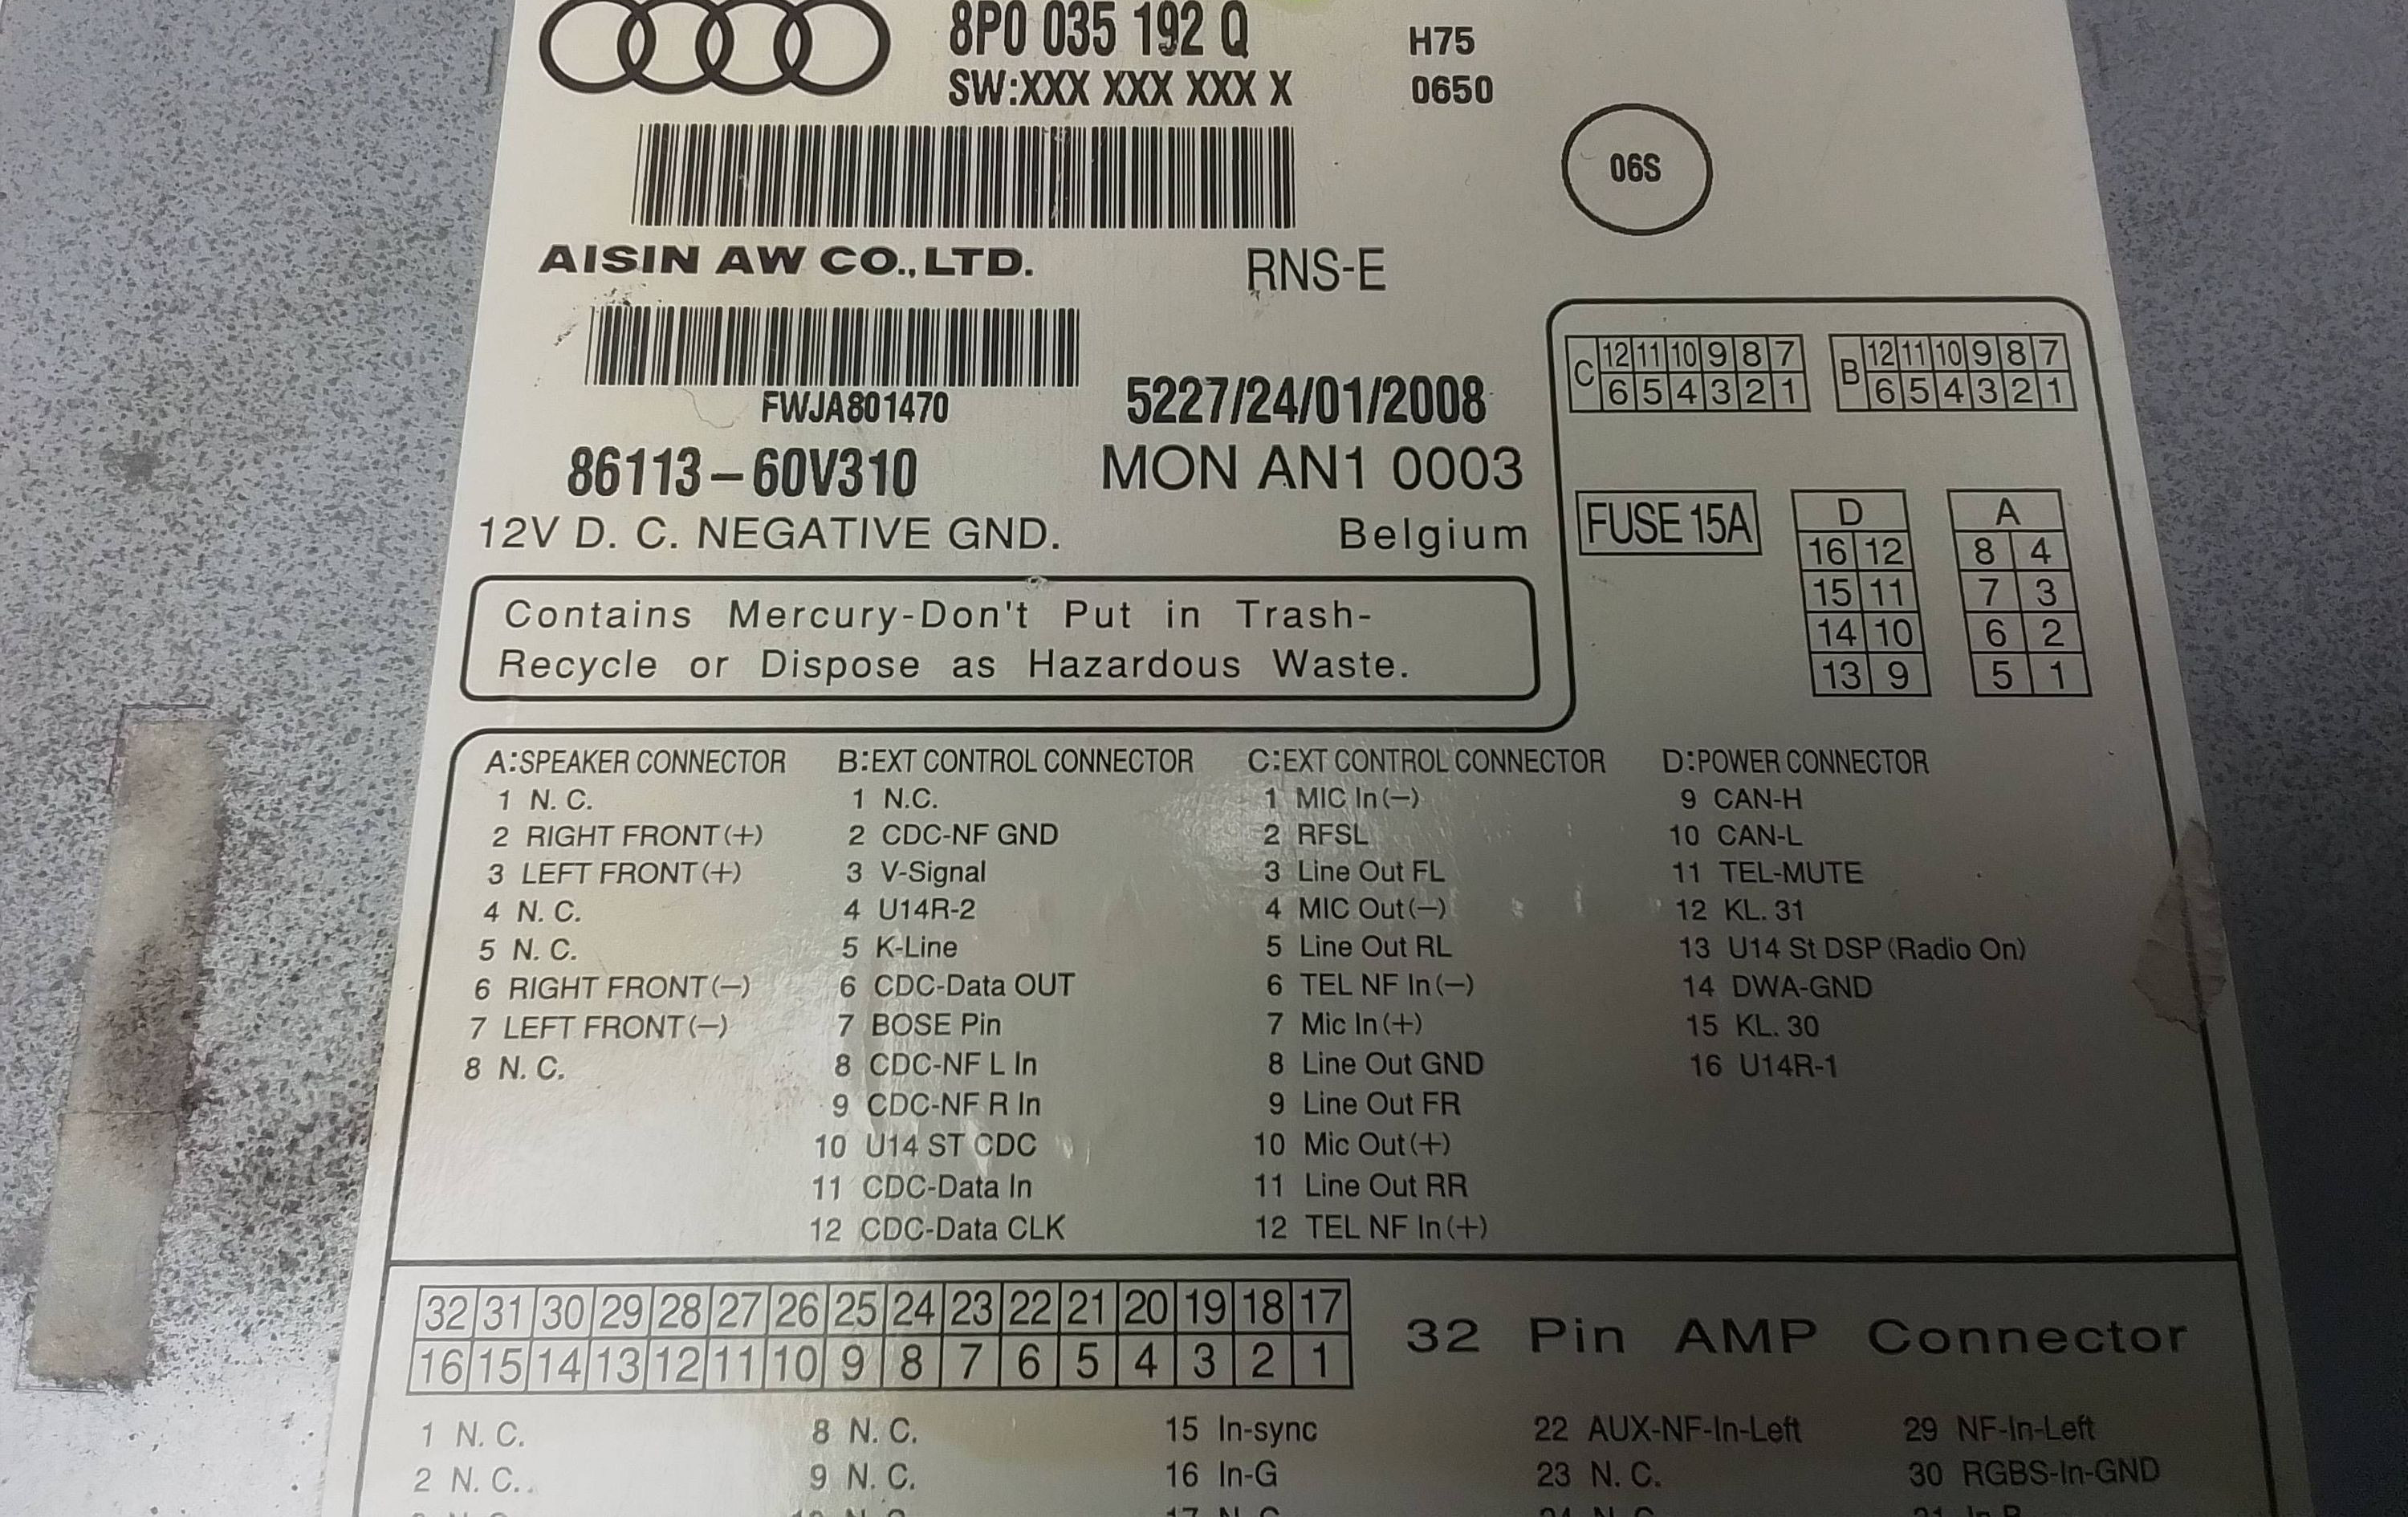 8P0 035 192 Q
H75
SW:XXX XXX XXX X
0650
06S
AISIN AW CO.,LTD.
RNS-E
FWJA801470
5227/24/01/2008
86113-60V310
MON AN1 0003
12V D. C. NEGATIVE GND.
Belgium
C 12 11 10 9 8 7
6 5 4 3 2 1
B 12 11 10 9 8 7
6 5 4 3 2 1
FUSE 15A
D
16 12
15 11
14 10
13 9
A
8 4
7 3
6 2
5 1
Contains Mercury-Don't Put in Trash-
Recycle or Dispose as Hazardous Waste.
A:SPEAKER CONNECTOR
1 N. C.
2 RIGHT FRONT(+)
3 LEFT FRONT(+)
4 N. C.
5 N. C.
6 RIGHT FRONT(-)
7 LEFT FRONT(-)
8 N. C.
B:EXT CONTROL CONNECTOR
1 N.C.
2 CDC-NF GND
3 V-Signal
4 U14R-2
5 K-Line
6 CDC-Data OUT
7 BOSE Pin
8 CDC-NF L In
9 CDC-NF R In
10 U14 ST CDC
11 CDC-Data In
12 CDC-Data CLK
C:EXT CONTROL CONNECTOR
1 MIC In(-)
2 RFSL
3 Line Out FL
4 MIC Out(-)
5 Line Out RL
6 TEL NF In(-)
7 Mic In(+)
8 Line Out GND
9 Line Out FR
10 Mic Out(+)
11 Line Out RR
12 TEL NF In(+)
D:POWER CONNECTOR
9 CAN-H
10 CAN-L
11 TEL-MUTE
12 KL. 31
13 U14 St DSP (Radio On)
14 DWA-GND
15 KL. 30
16 U14R-1
32 31 30 29 28 27 26 25 24 23 22 21 20 19 18 17
16 15 14 13 12 11 10 9 8 7 6 5 4 3 2 1
32 Pin AMP Connector
1 N. C.
2 N. C.
8 N. C.
9 N. C.
15 In-sync
16 In-G
22 AUX-NF-In-Left
23 N. C.
29 NF-In-Left
30 RGBS-In-GND